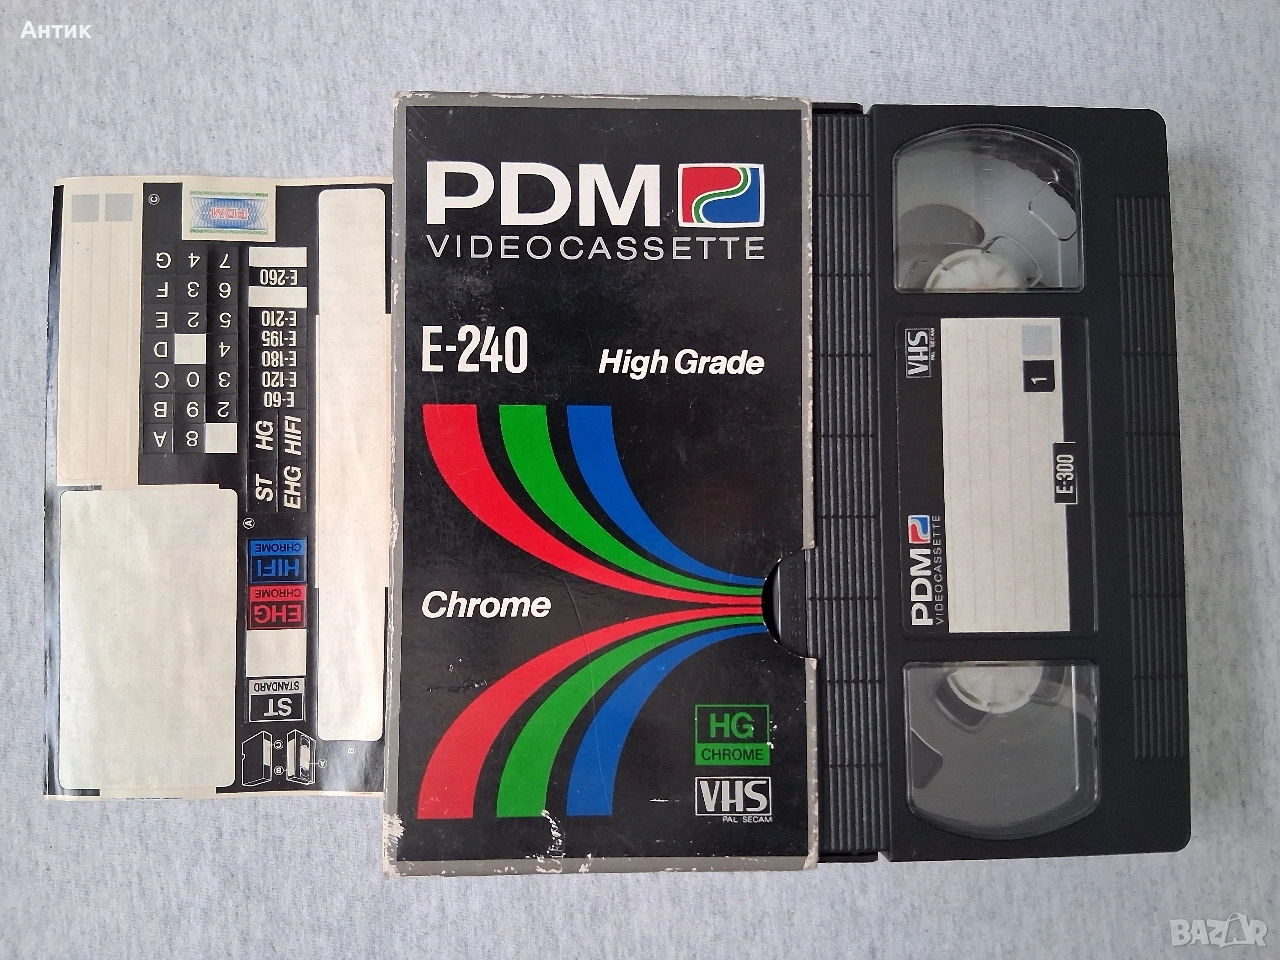 Антик
PDM
VIDEOCASSETTE
E-240
High Grade
Chrome
HG
CHROME
VHS
PAL SECAM
VHS
PAL SECAM
1
E-300
PDM
VIDEOCASSETTE
C
PDM
G 4 7
F 3 6
E 2 5
D 4
C 0 3
B 9 2
A 8
E-260
E-210
E-195
E-180
E-120
E-60
ST HG
EHG HIFI
A
HIFI
CHROME
EHG
CHROME
ST
STANDARD
A
B
C
D
BAZAR